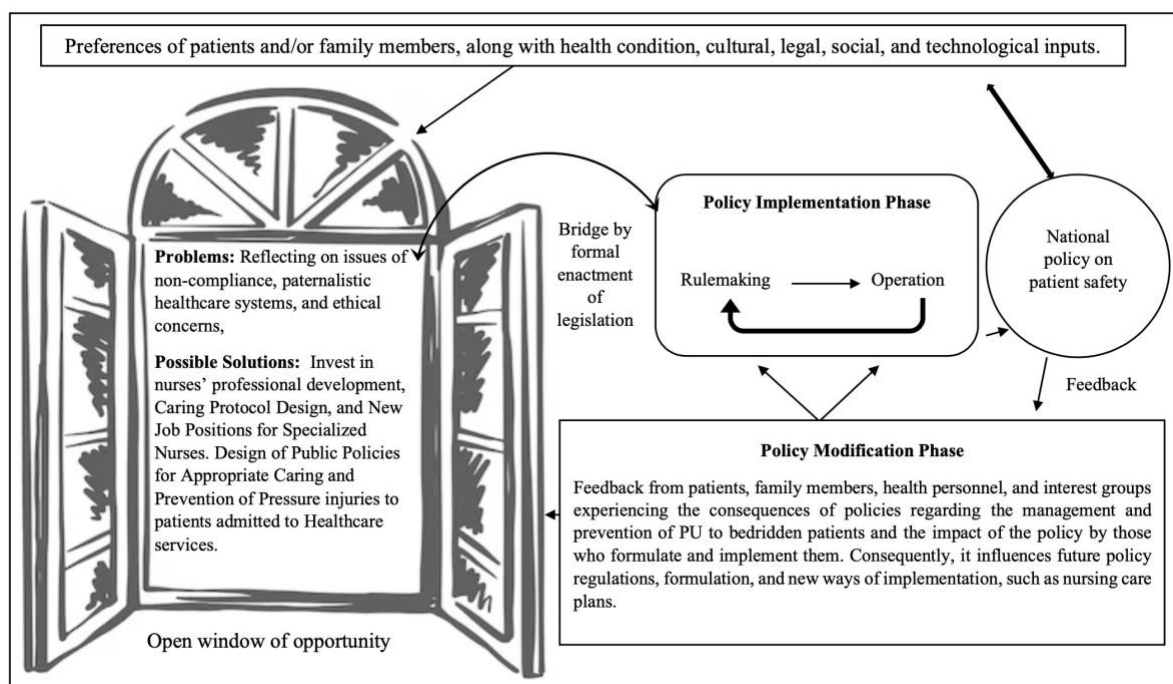 Preferences of patients and/or family members, along with health condition, cultural, legal, social, and technological inputs.
Problems: Reflecting on issues of
non-compliance, paternalistic
healthcare systems, and ethical
concerns,
Possible Solutions: Invest in
nurses’ professional development,
Caring Protocol Design, and New
Job Positions for Specialized
Nurses. Design of Public Policies
for Appropriate Caring and
Prevention of Pressure injuries to
patients admitted to Healthcare
services.
Open window of opportunity
Bridge by
formal
enactment
of
legislation
Policy Implementation Phase
Rulemaking
Operation
National
policy on
patient safety
Feedback
Policy Modification Phase
Feedback from patients, family members, health personnel, and interest groups
experiencing the consequences of policies regarding the management and
prevention of PU to bedridden patients and the impact of the policy by those
who formulate and implement them. Consequently, it influences future policy
regulations, formulation, and new ways of implementation, such as nursing care
plans.